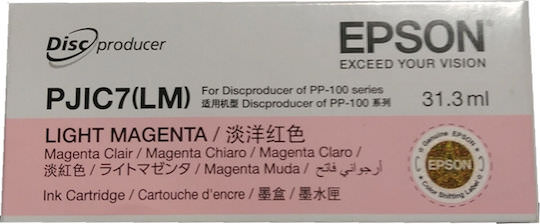 Disc producer
EPSON®
EXCEED YOUR VISION
PJIC7(LM)
For Discproducer of PP-100 series
适用机型 Discproducer of PP-100 系列
31.3 ml
LIGHT MAGENTA / 淡洋红色
Magenta Clair / Magenta Chiaro / Magenta Claro /
淡紅色 / ライトマゼンタ / Magenta Muda / أرجواني فاتح
Ink Cartridge / Cartouche d'encre / 墨盒 / 墨水匣
Genuine EPSON
EPSON
Color Shifting Label